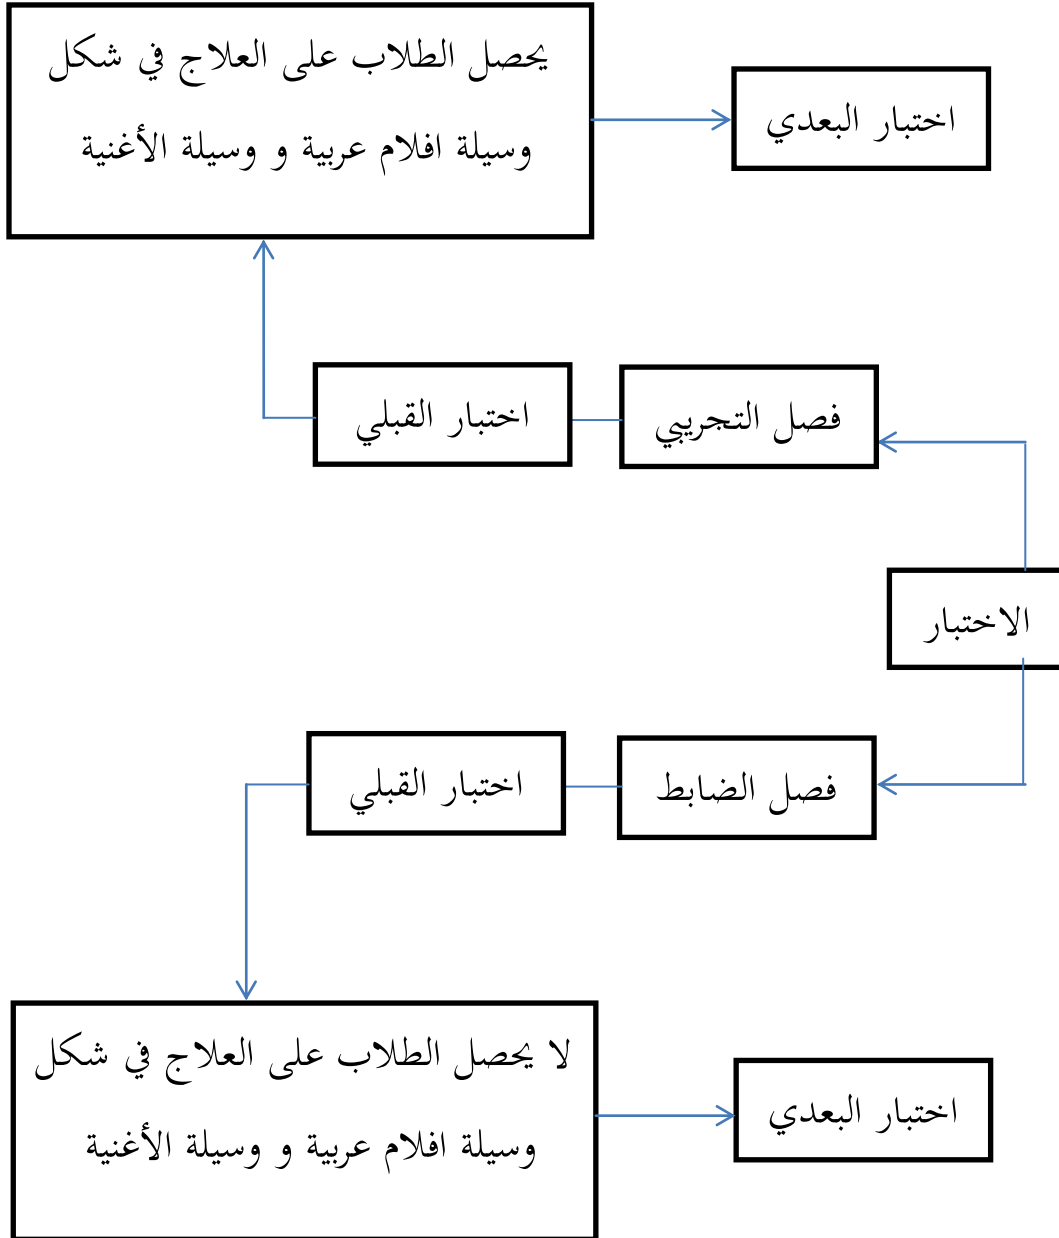 يحصل الطلاب على العلاج في شكل
وسيلة افلام عربية و وسيلة الأغنية
اختبار البعدي
فصل التجريبي
اختبار القبلي
الاختبار
فصل الضابط
اختبار القبلي
لا يحصل الطلاب على العلاج في شكل
وسيلة افلام عربية و وسيلة الأغنية
اختبار البعدي